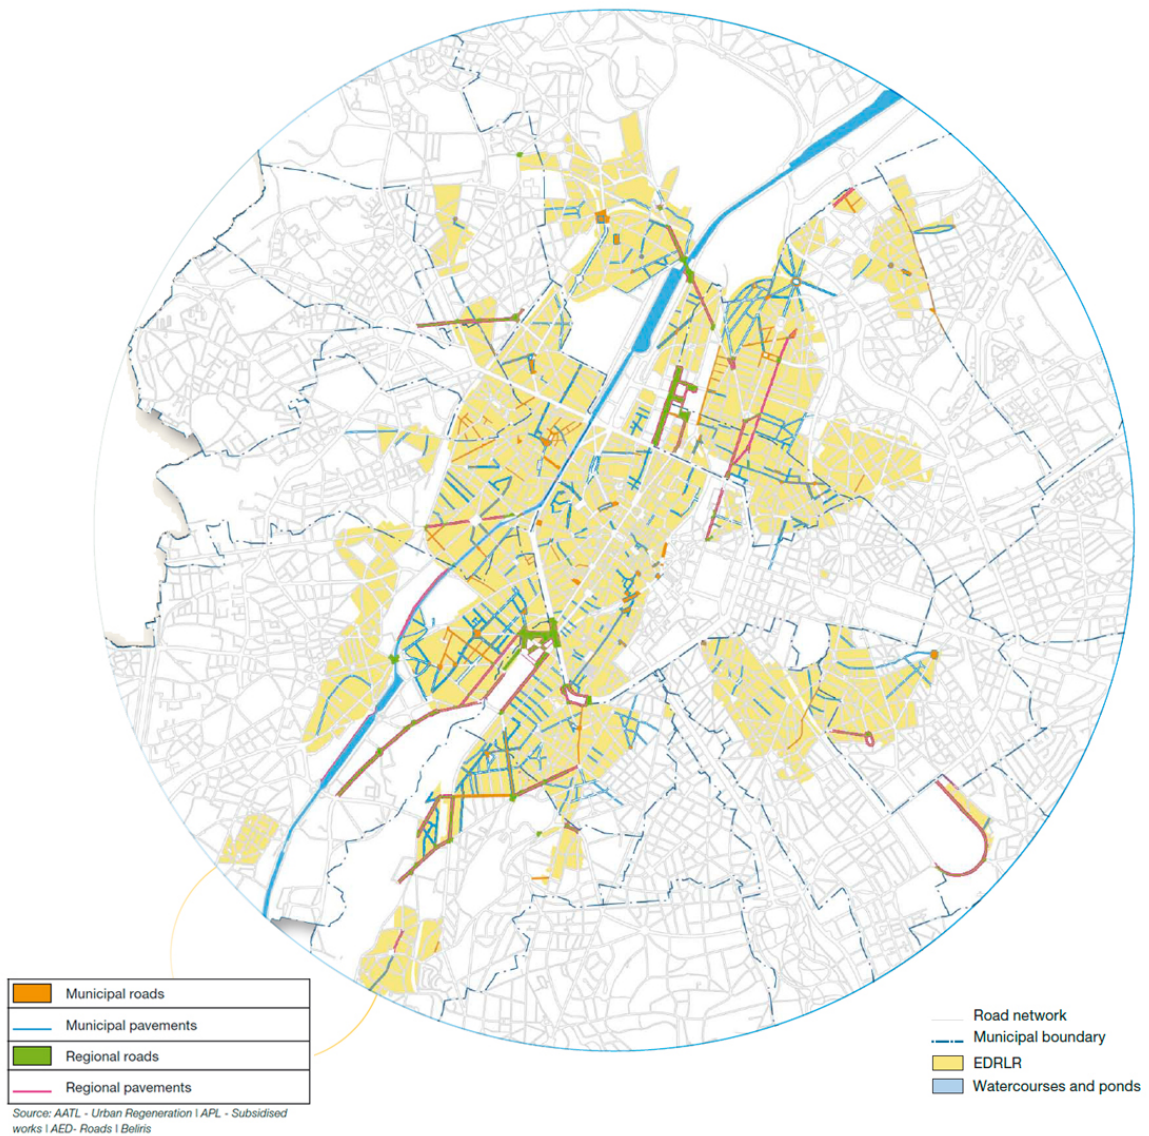 Municipal roads
Municipal pavements
Regional roads
Regional pavements
Source: AATL - Urban Regeneration | APL - Subsidised
works | AED- Roads | Beliris
Road network
Municipal boundary
EDRLR
Watercourses and ponds